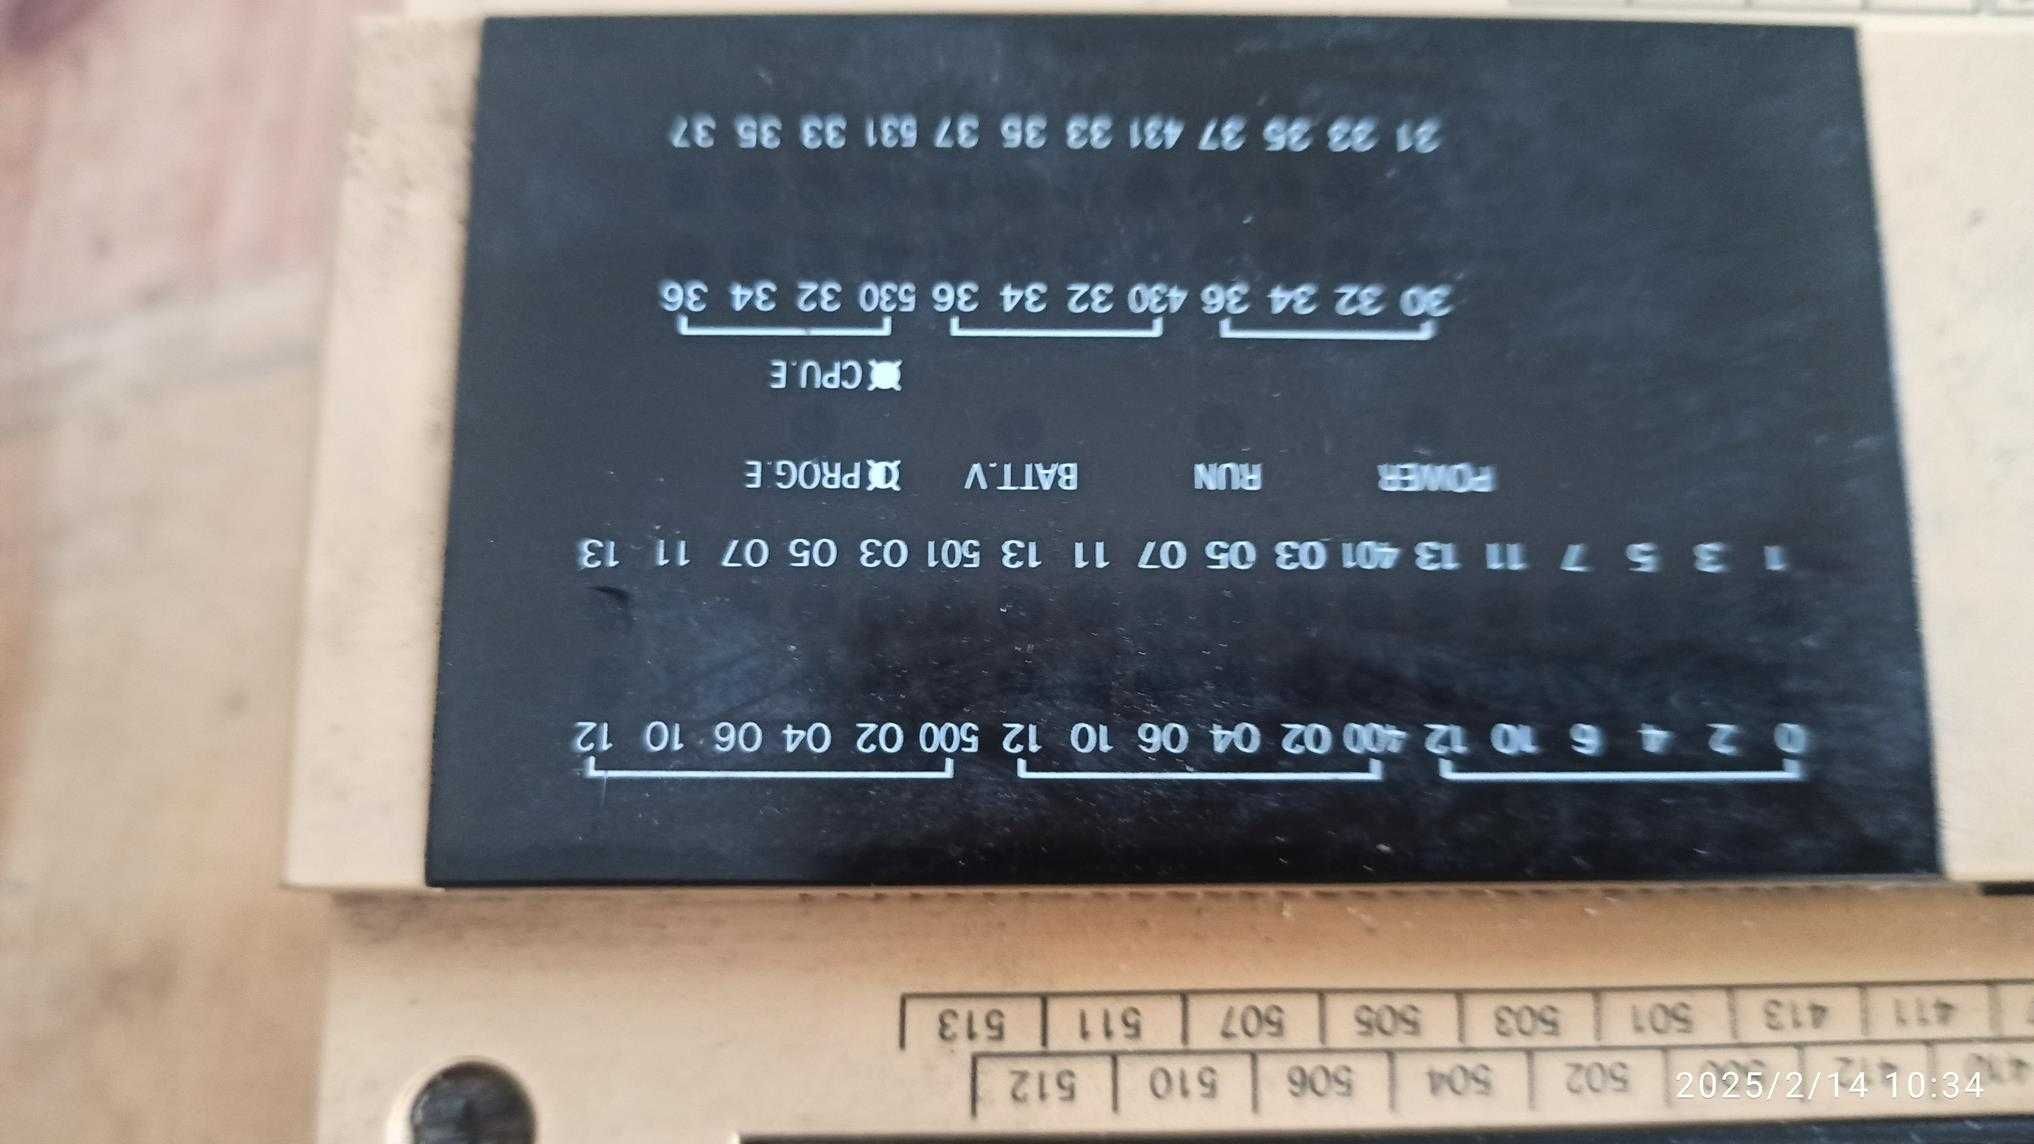 502 504 506 510 512
411 413 501 503 505 507 511 513
0 2 4 6 10 12 400 02 04 06 10 12 500 02 04 06 10 12
1 3 5 7 11 13 401 03 05 07 11 13 501 03 05 07 11 13
POWER RUN BATT.V PROG.E
CPU.E
30 32 34 36 430 32 34 36 530 32 34 36
31 33 35 37 431 33 35 37 531 33 35 37
2025/2/14 10:34